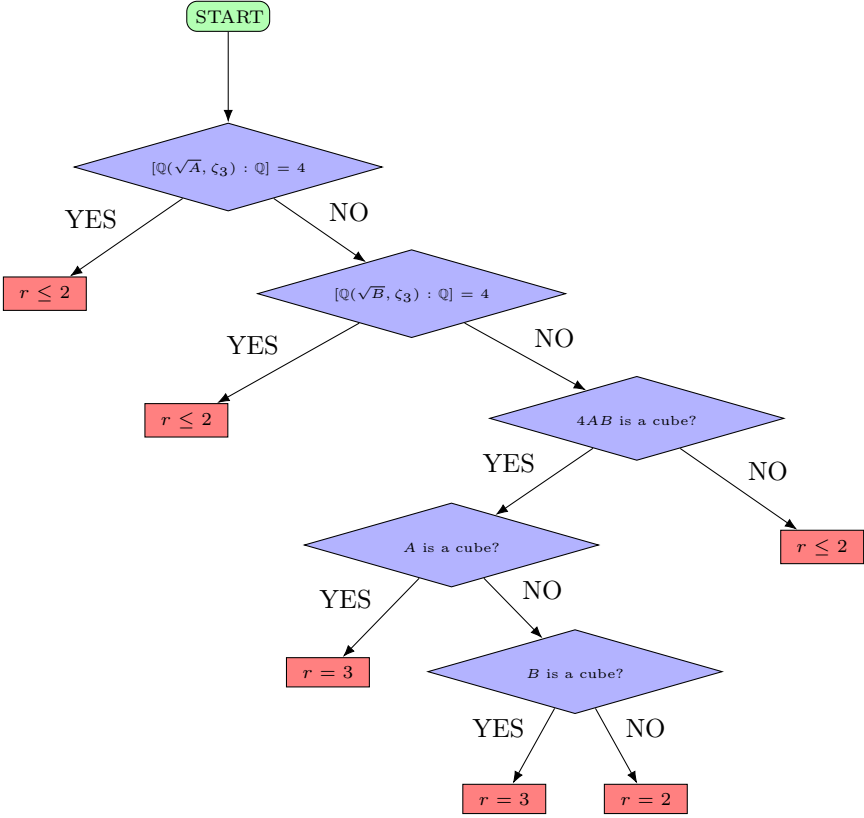 START
[ℚ(√A, ζ₃) : ℚ] = 4
YES
NO
r ≤ 2
[ℚ(√B, ζ₃) : ℚ] = 4
YES
NO
r ≤ 2
4AB is a cube?
YES
NO
A is a cube?
r ≤ 2
YES
NO
r = 3
B is a cube?
YES
NO
r = 3
r = 2